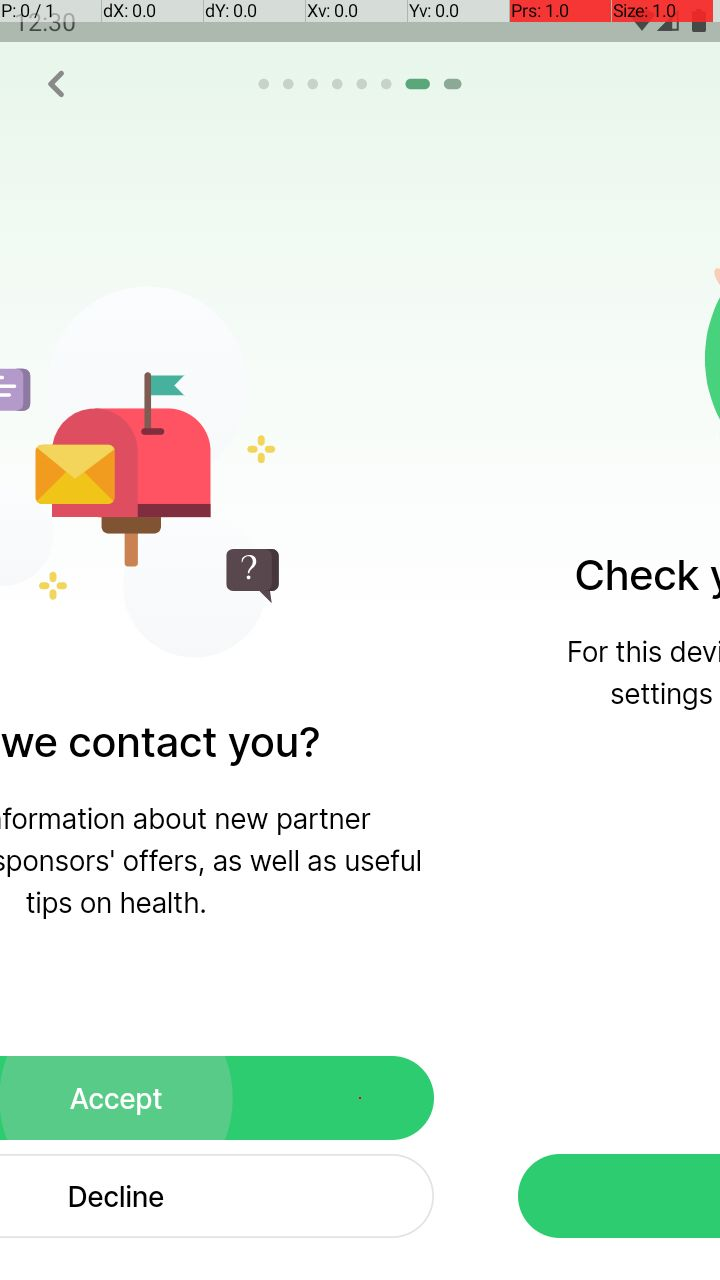 P: 0 / 1 dX: 0.0 dY: 0.0 Xv: 0.0 Yv: 0.0 Prs: 1.0 Size: 1.0
12:30
?
we contact you?
formation about new partner
sponsors' offers, as well as useful
tips on health.
Accept
Decline
Check
For this devi
settings